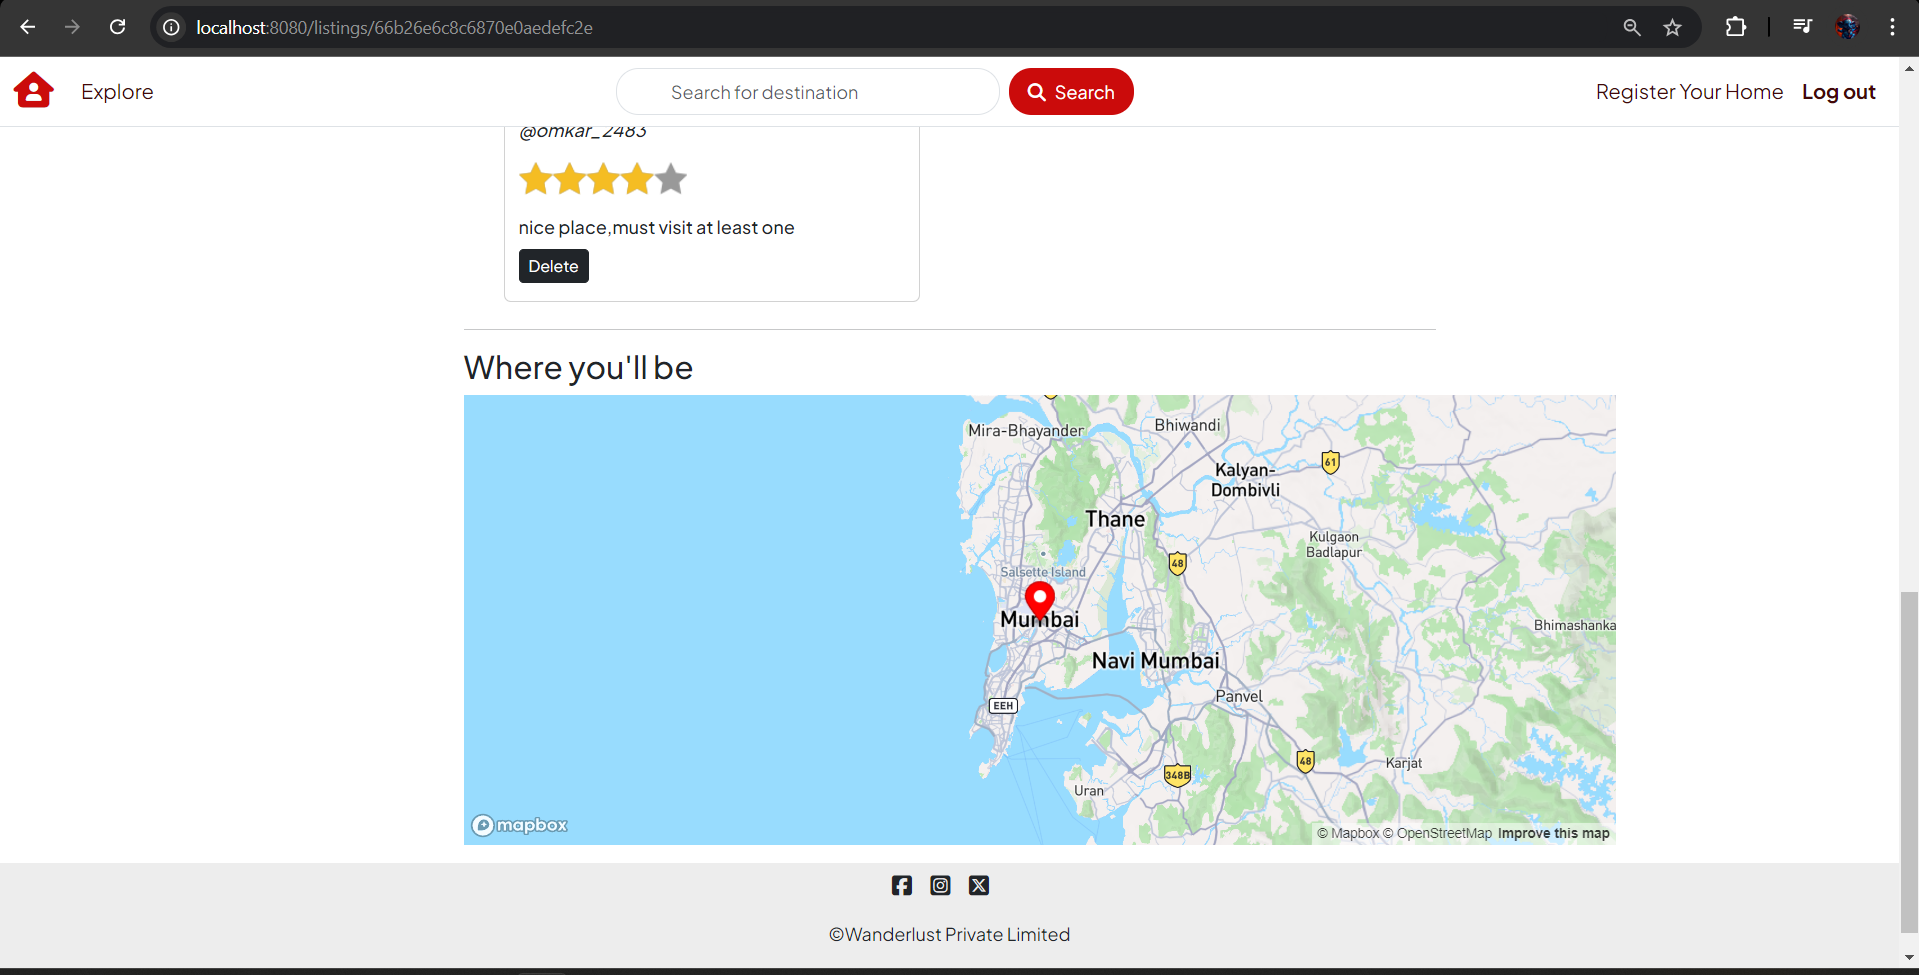 localhost:8080/listings/66b26e6c8c6870e0aedefc2e
Explore
Search for destination
Search
Register Your Home
Log out
@omkar_2483
nice place,must visit at least one
Delete
Where you'll be
Mira-Bhayander
Bhiwandi
Kalyan-
Dombivli
61
Thane
Kulgaon
Badlapur
48
Salsette Island
Mumbai
Bhimashanka
Navi Mumbai
Panvel
EEH
48
Karjat
348B
Uran
mapbox
© Mapbox © OpenStreetMap Improve this map
©Wanderlust Private Limited